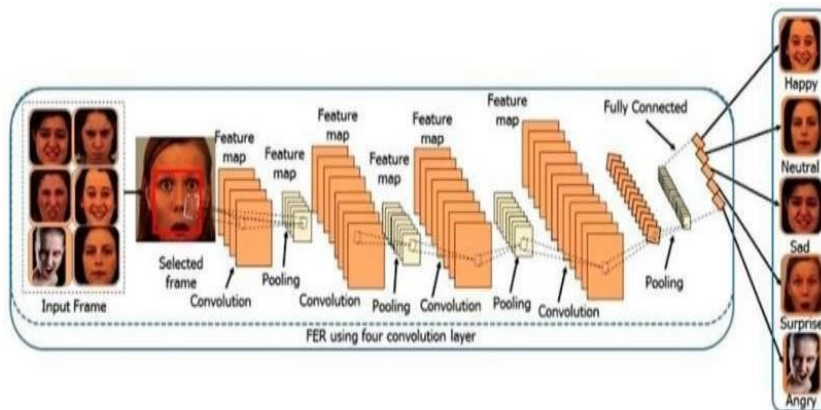 Input Frame
Selected
frame
Feature
map
Convolution
Feature
map
Pooling
Feature
map
Convolution
Feature
map
Pooling
Feature
map
Convolution
Pooling
Feature
map
Convolution
Fully Connected
Pooling
FER using four convolution layer
Happy
Neutral
Sad
Surprise
Angry